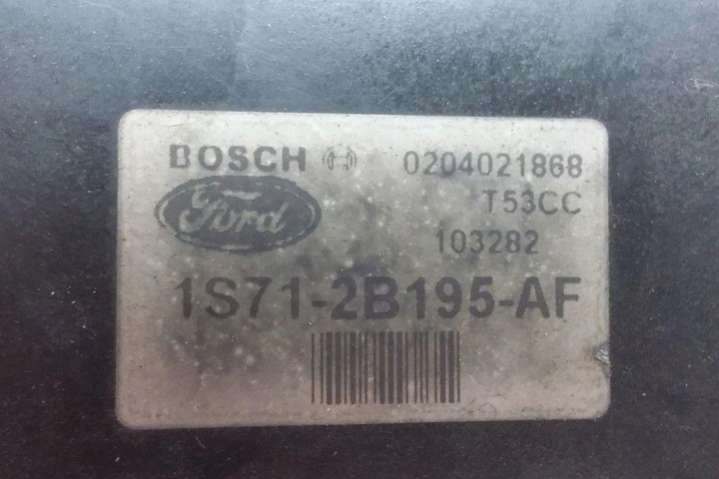 BOSCH 0204021868
Ford T53CC
103282
1S71-2B195-AF